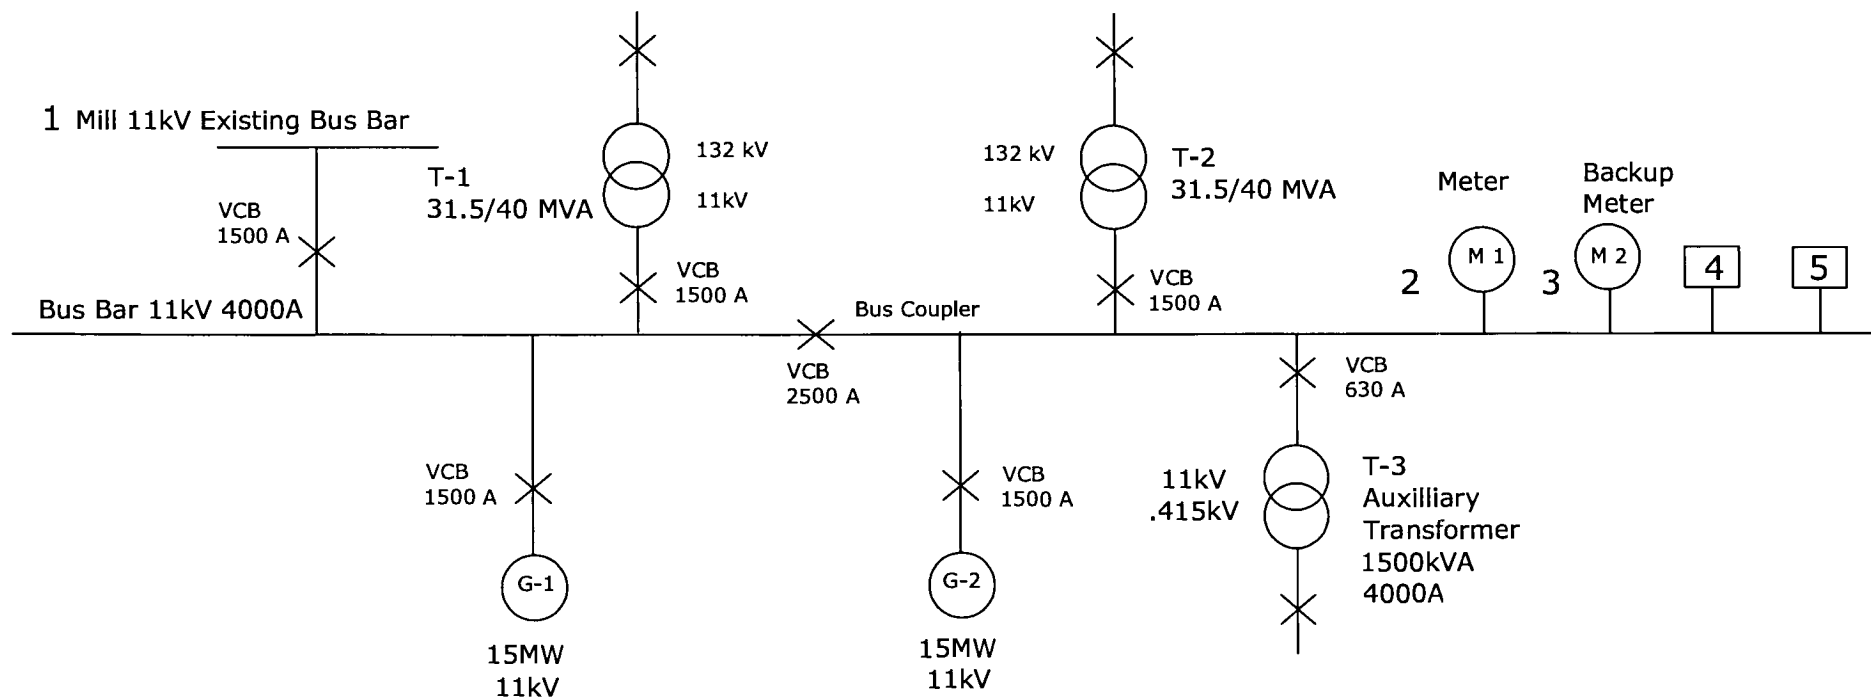 1 Mill 11kV Existing Bus Bar
VCB
1500 A
Bus Bar 11kV 4000A
T-1
31.5/40 MVA
132 kV
11kV
VCB
1500 A
132 kV
11kV
T-2
31.5/40 MVA
VCB
1500 A
Bus Coupler
VCB
2500 A
Meter
2
M 1
Backup
Meter
3
M 2
4
5
VCB
1500 A
G-1
15MW
11kV
VCB
1500 A
G-2
15MW
11kV
VCB
630 A
11kV
.415kV
T-3
Auxilliary
Transformer
1500kVA
4000A